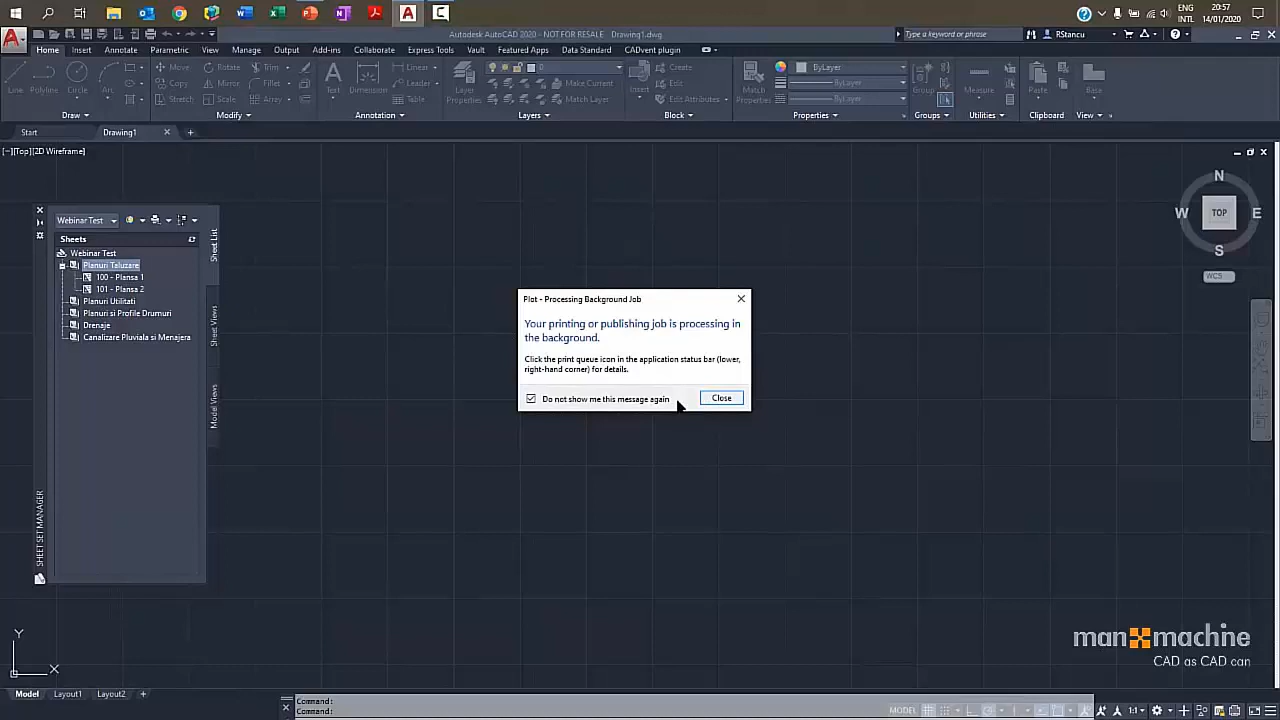 20:57
ENG
INTL
14/01/2020
Autodesk AutoCAD 2020 - NOT FOR RESALE   Drawing1.dwg
Type a keyword or phrase
RStancu
Home Insert Annotate Parametric View Manage Output Add-ins Collaborate Express Tools Vault Featured Apps Data Standard CADvent plugin
Line Polyline Circle Arc
Move Rotate Trim
Copy Mirror Fillet
Stretch Scale Array
Text Dimension
Linear
Leader
Table
Layer Properties
0
Make Current
Match Layer
Insert
Create
Edit
Edit Attributes
Match Properties
ByLayer
ByLayer
ByLayer
Group
Measure
Paste
Base
Draw Modify Annotation Layers Block Properties Groups Utilities Clipboard View
Start Drawing1 +
[−][Top][2D Wireframe]
N
W TOP E
S
WCS
Webinar Test
Sheets
Webinar Test
Planuri Taluzare
100 - Plansa 1
101 - Plansa 2
Planuri Utilitati
Planuri si Profile Drumuri
Drenaje
Canalizare Pluviala si Menajera
Sheet List
Sheet Views
Model Views
SHEET SET MANAGER
Plot - Processing Background Job
Your printing or publishing job is processing in
the background.
Click the print queue icon in the application status bar (lower,
right-hand corner) for details.
Do not show me this message again
Close
man machine
CAD as CAD can
Y
X
Model Layout1 Layout2 +
Command:
Command:
MODEL
1:1